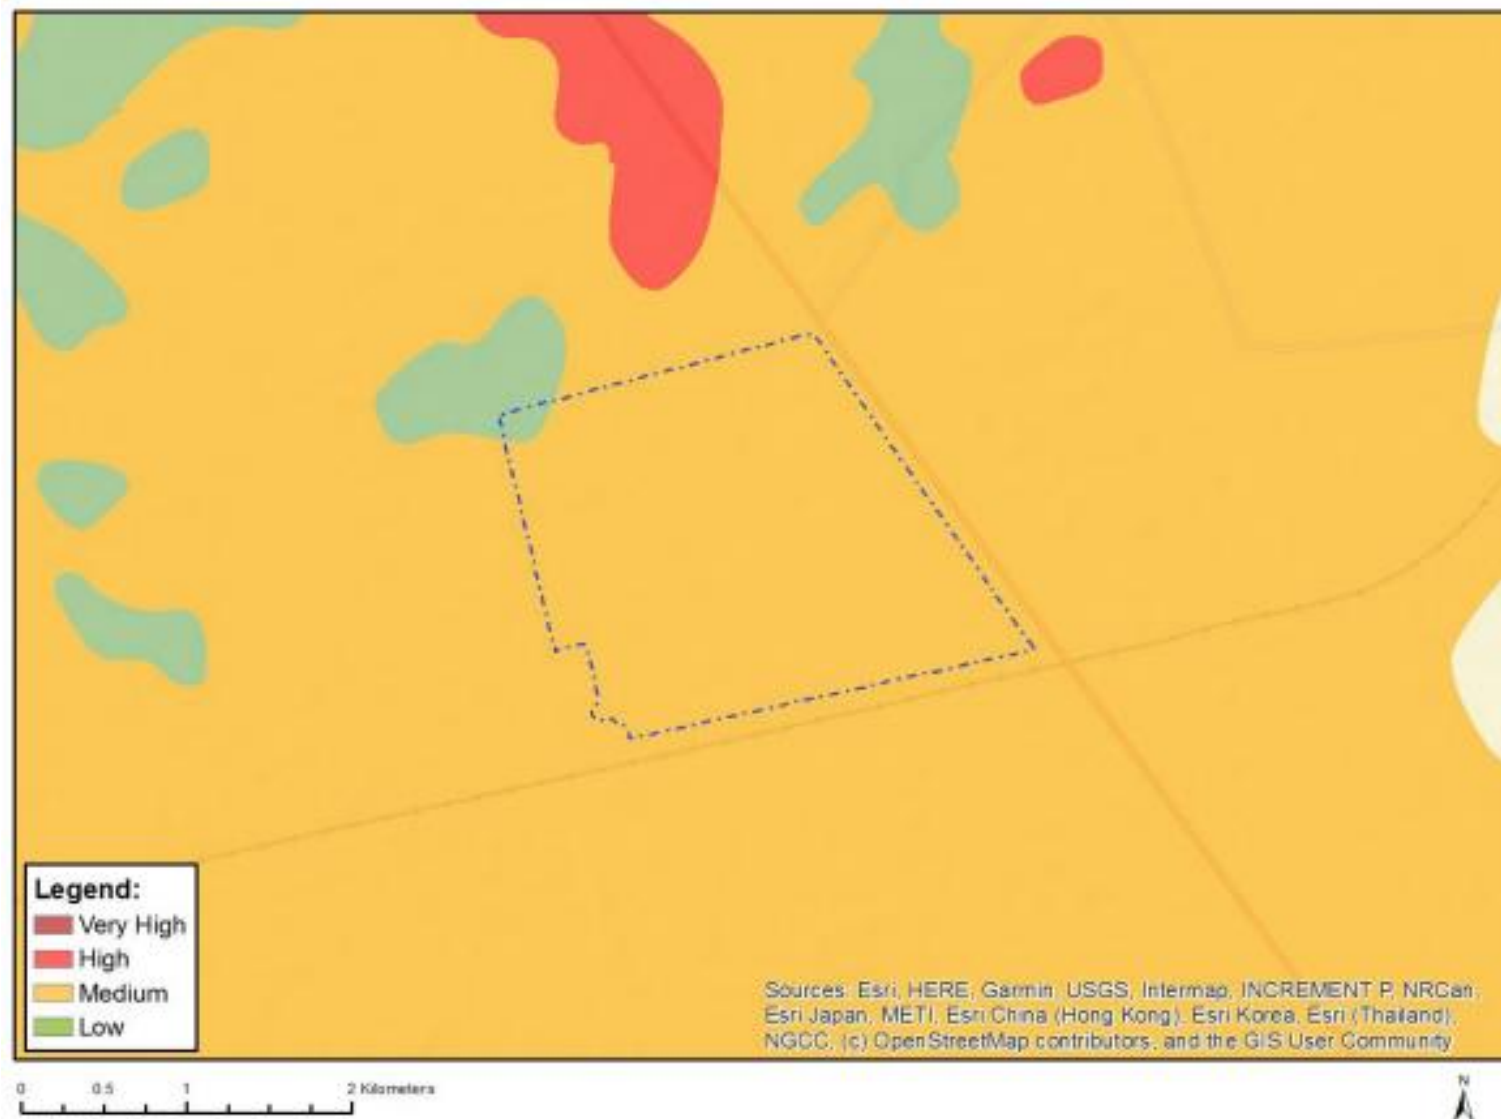 Legend:
Very High
High
Medium
Low
Sources: Esri, HERE, Garmin, USGS, Intermap, INCREMENT P, NRCan,
Esri Japan, METI, Esri China (Hong Kong), Esri Korea, Esri (Thailand),
NGCC, (c) OpenStreetMap contributors, and the GIS User Community
0 0.5 1 2 Kilometers
N